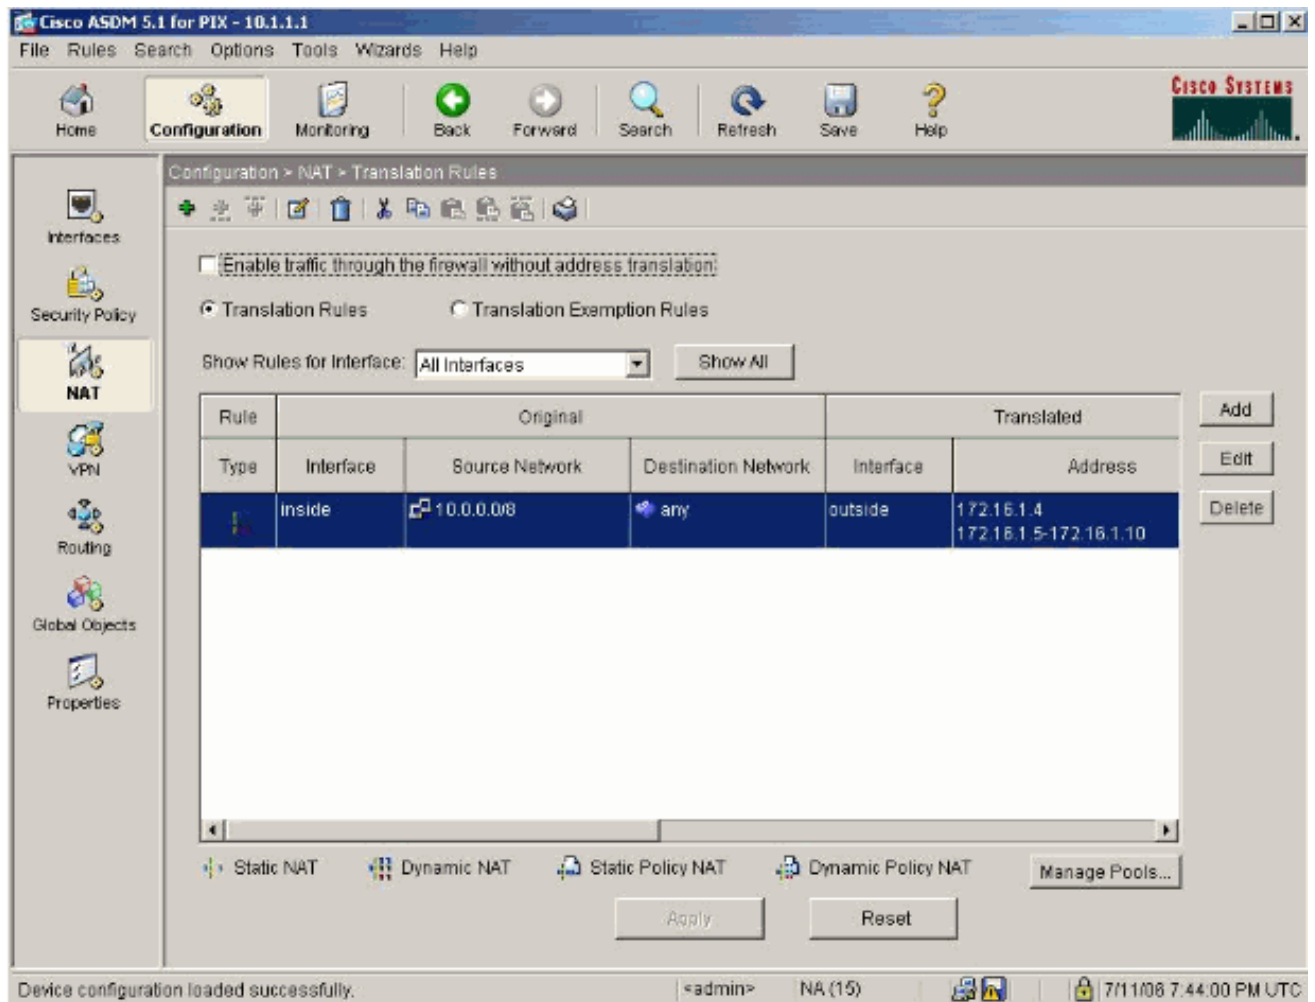 Cisco ASDM 5.1 for PIX - 10.1.1.1
File Rules Search Options Tools Wizards Help
Home Configuration Monitoring Back Forward Search Refresh Save Help
CISCO SYSTEMS
Configuration > NAT > Translation Rules
Interfaces
Security Policy
NAT
VPN
Routing
Global Objects
Properties
Enable traffic through the firewall without address translation
Translation Rules Translation Exemption Rules
Show Rules for Interface: All Interfaces Show All
Rule Original Translated
Type Interface Source Network Destination Network Interface Address
inside 10.0.0.0/8 any outside 172.16.1.4
172.16.1.5-172.16.1.10
Add
Edit
Delete
Static NAT Dynamic NAT Static Policy NAT Dynamic Policy NAT Manage Pools...
Apply Reset
Device configuration loaded successfully. <admin> NA (15) 7/11/06 7:44:00 PM UTC